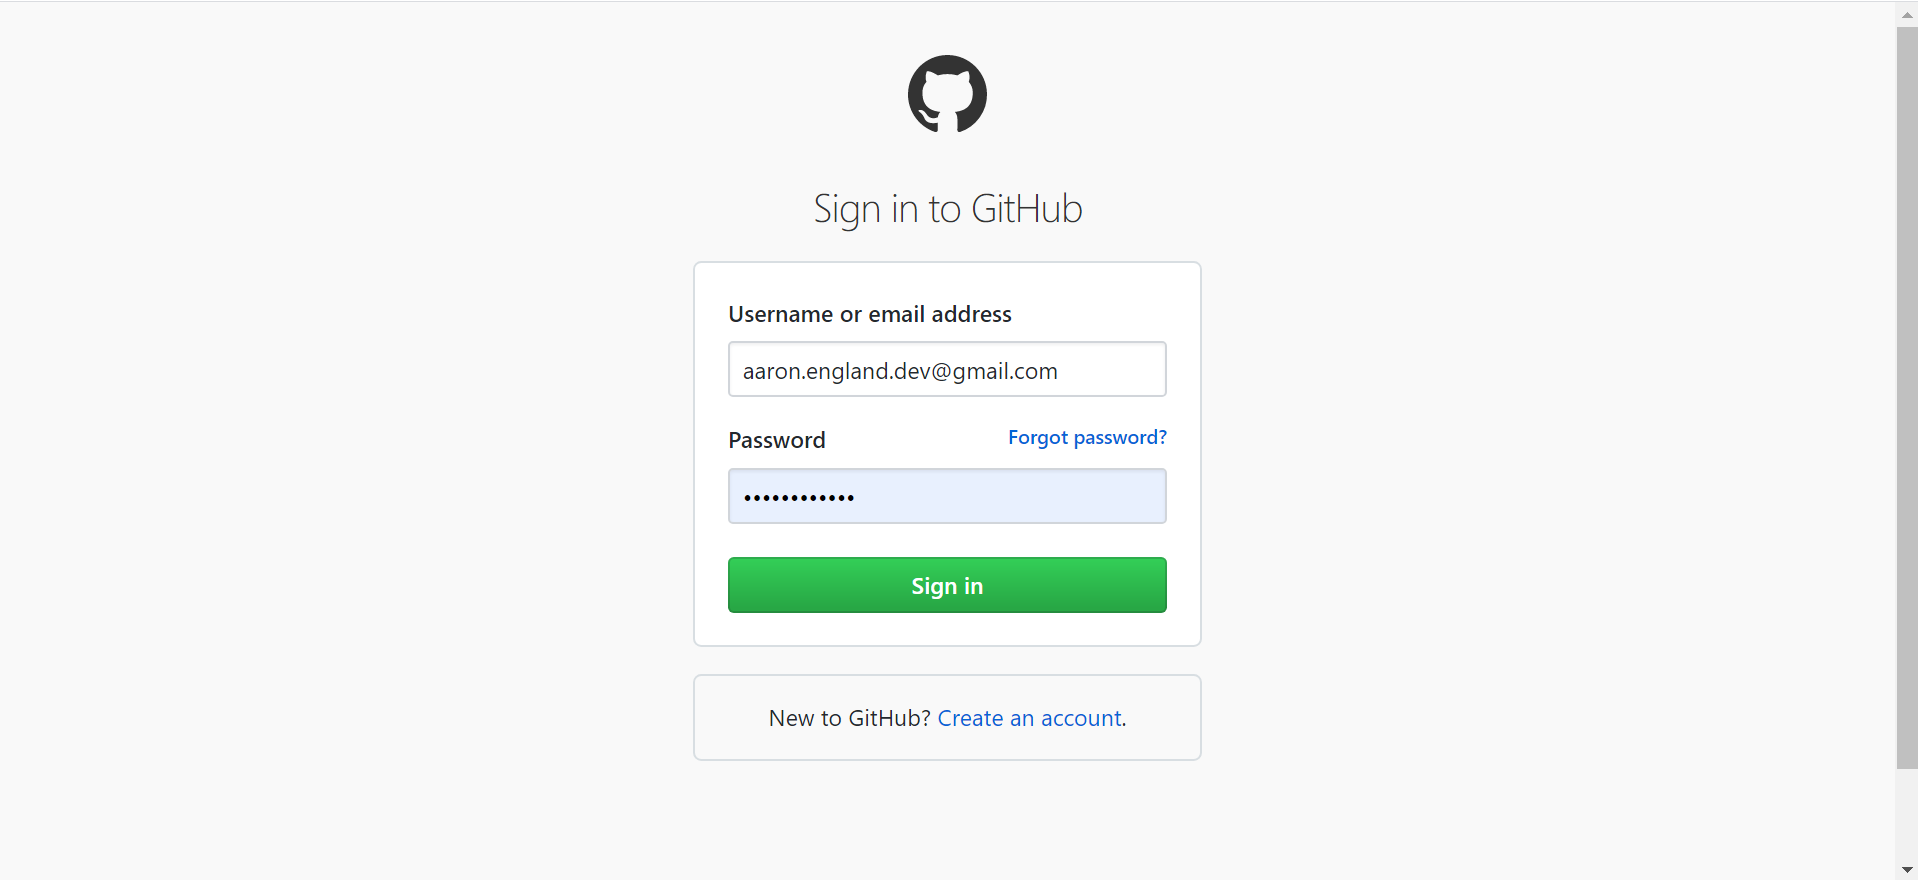 Sign in to GitHub
Username or email address
aaron.england.dev@gmail.com
Password Forgot password?
••••••••••••
Sign in
New to GitHub? Create an account.